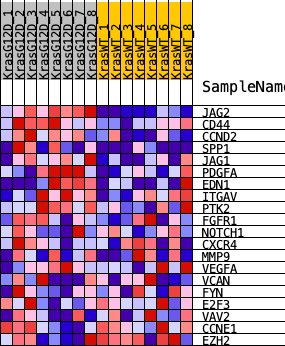 KrasG12D_1
KrasG12D_2
KrasG12D_3
KrasG12D_4
KrasG12D_5
KrasG12D_6
KrasG12D_7
KrasG12D_8
KrasWT_1
KrasWT_2
KrasWT_3
KrasWT_4
KrasWT_5
KrasWT_6
KrasWT_7
KrasWT_8
SampleName
JAG2
CD44
CCND2
SPP1
JAG1
PDGFA
EDN1
ITGAV
PTK2
FGFR1
NOTCH1
CXCR4
MMP9
VEGFA
VCAN
FYN
E2F3
VAV2
CCNE1
EZH2